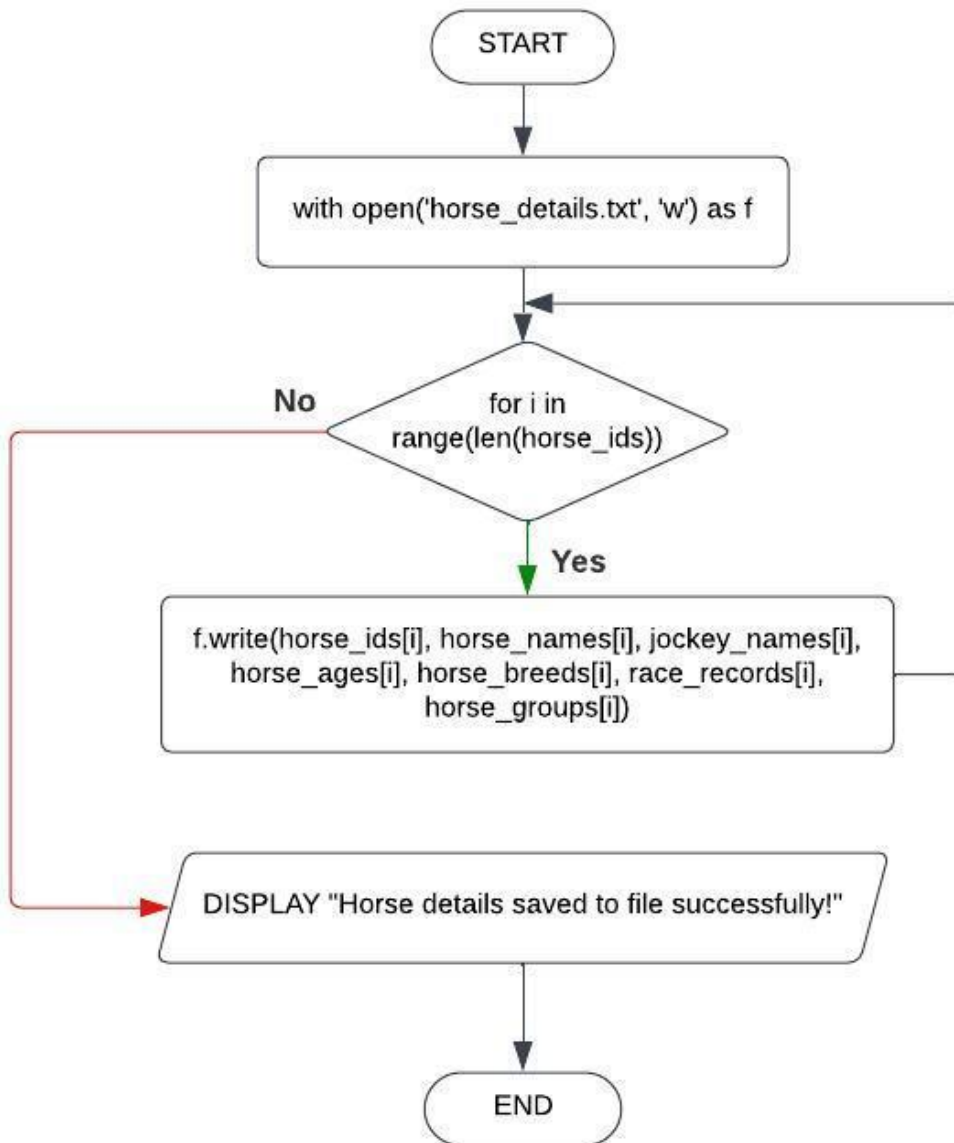 START
with open('horse_details.txt', 'w') as f
No
for i in
range(len(horse_ids))
Yes
f.write(horse_ids[i], horse_names[i], jockey_names[i],
horse_ages[i], horse_breeds[i], race_records[i],
horse_groups[i])
DISPLAY "Horse details saved to file successfully!"
END